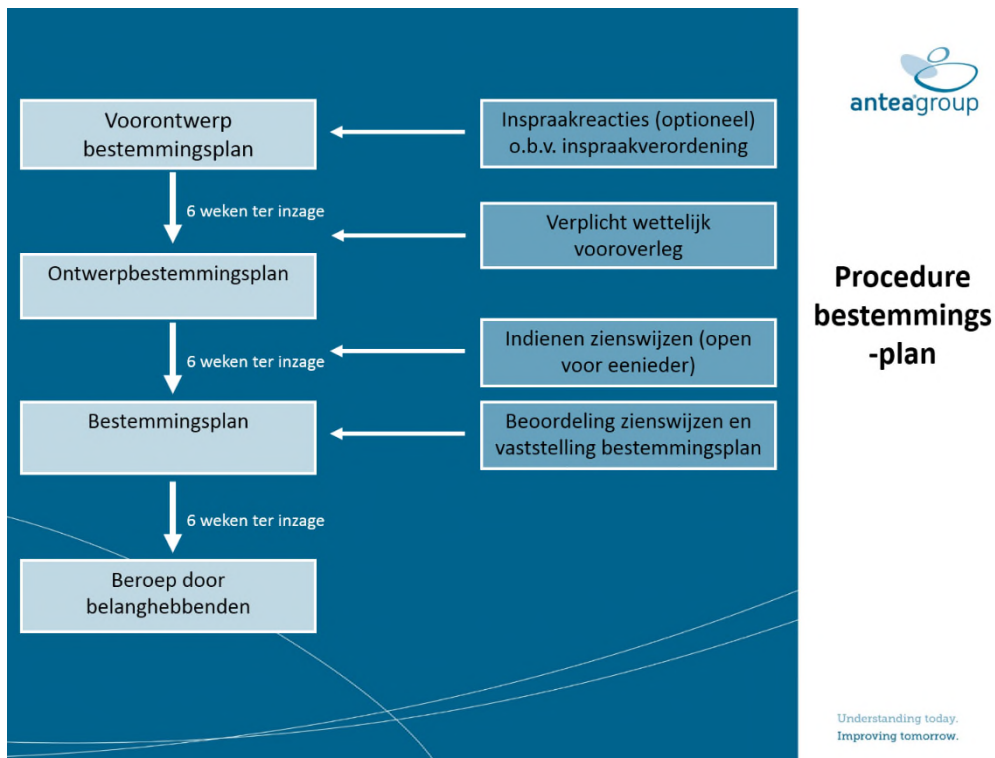 Voorontwerp
bestemmingsplan
Inspraakreacties (optioneel)
o.b.v. inspraakverordening
6 weken ter inzage
Verplicht wettelijk
vooroverleg
Ontwerpbestemmingsplan
6 weken ter inzage
Indienen zienswijzen (open
voor eenieder)
Bestemmingsplan
Beoordeling zienswijzen en
vaststelling bestemmingsplan
6 weken ter inzage
Beroep door
belanghebbenden
anteagroup
Procedure
bestemmings
-plan
Understanding today.
Improving tomorrow.